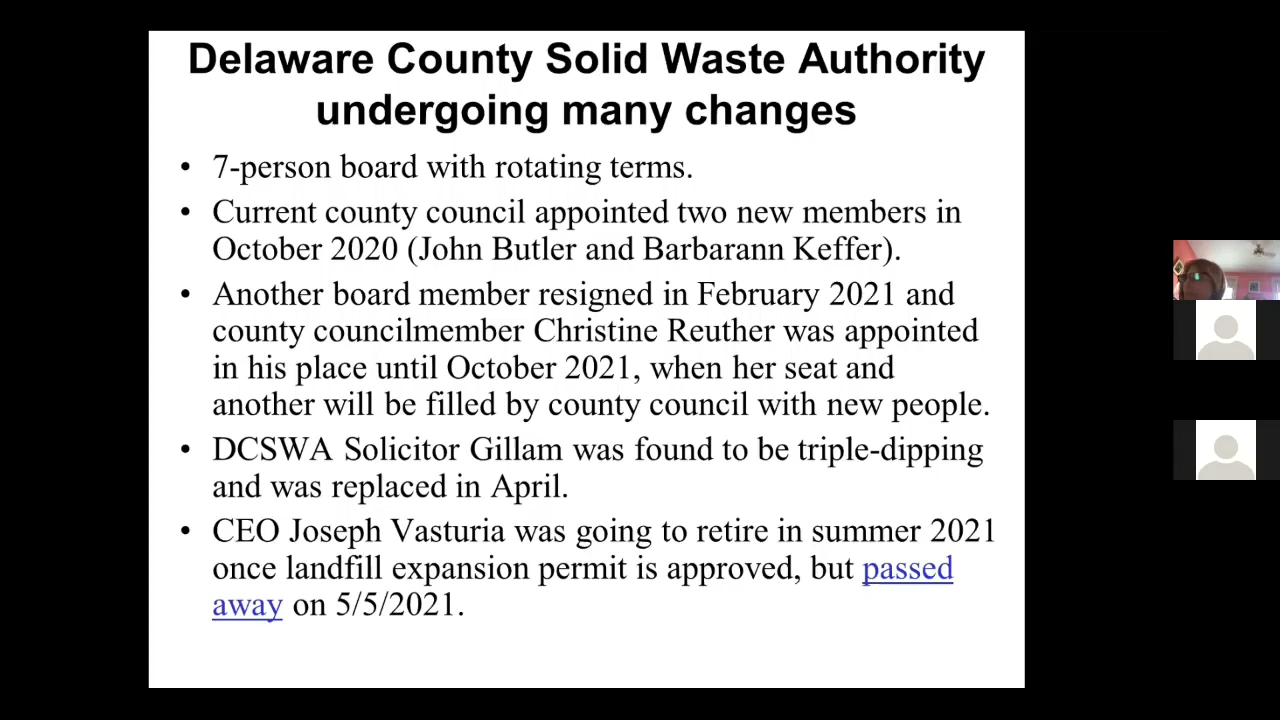 Delaware County Solid Waste Authority
undergoing many changes
• 7-person board with rotating terms.
• Current county council appointed two new members in
October 2020 (John Butler and Barbarann Keffer).
• Another board member resigned in February 2021 and
county councilmember Christine Reuther was appointed
in his place until October 2021, when her seat and
another will be filled by county council with new people.
• DCSWA Solicitor Gillam was found to be triple-dipping
and was replaced in April.
• CEO Joseph Vasturia was going to retire in summer 2021
once landfill expansion permit is approved, but passed
away on 5/5/2021.